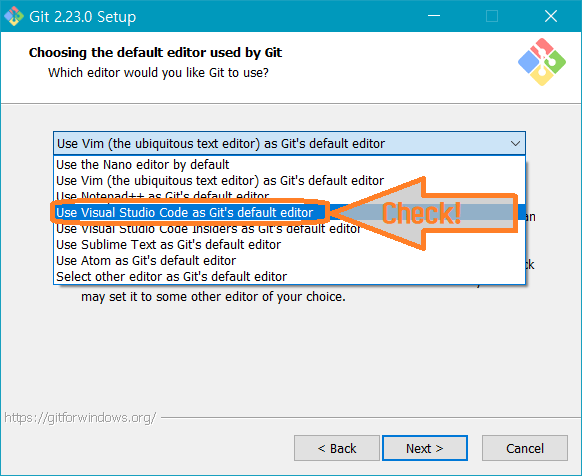 Git 2.23.0 Setup
Choosing the default editor used by Git
Which editor would you like Git to use?
Use Vim (the ubiquitous text editor) as Git's default editor
Use the Nano editor by default
Use Vim (the ubiquitous text editor) as Git's default editor
Use Notepad++ as Git's default editor
Use Visual Studio Code as Git's default editor
Check!
an
Use Visual Studio Code Insiders as Git's default editor
Use Sublime Text as Git's default editor
Use Atom as Git's default editor
ck
Select other editor as Git's default editor
may set it to some other editor of your choice.
https://gitforwindows.org/
< Back
Next >
Cancel